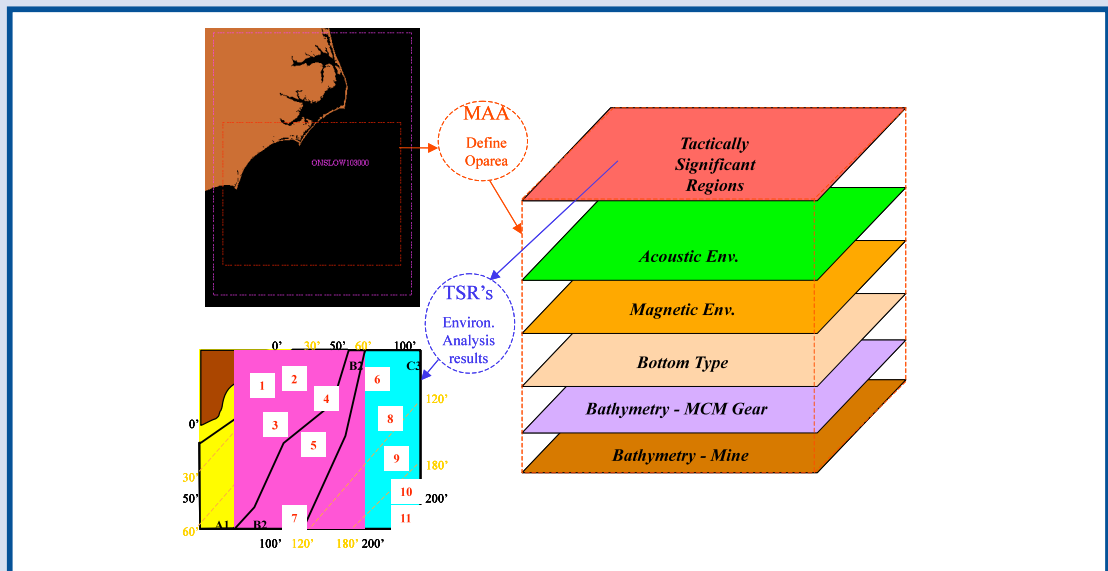 ONSLOW103000
MAA
Define
Oparea
TSR's
Environ.
Analysis
results
Tactically
Significant
Regions
Acoustic Env.
Magnetic Env.
Bottom Type
Bathymetry - MCM Gear
Bathymetry - Mine
0' 30' 50' 60' 100'
B2 C3
1 2 6
4 120'
0' 3 8
5
9 180'
30'
50' 10 200'
60' A1 B2 7 11
100' 120' 180' 200'